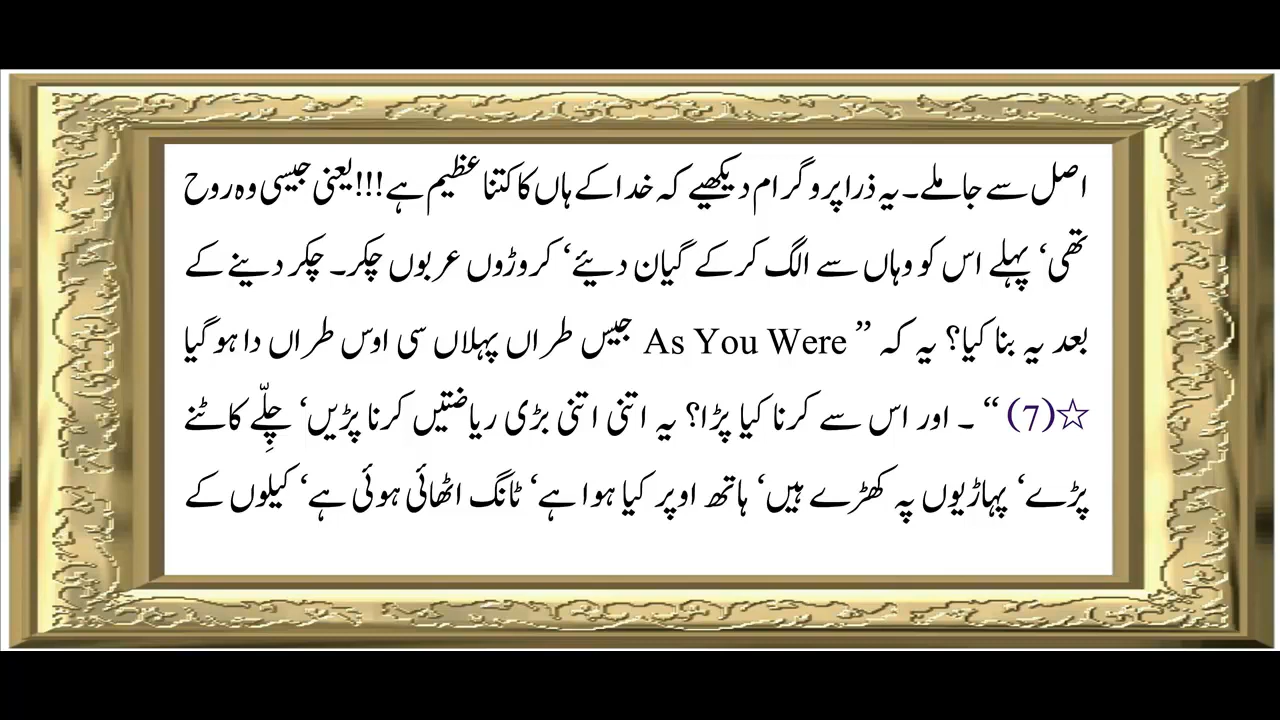 اصل سے جا ملے۔ یہ ذرا پروگرام دیکھیے کہ خدا کے ہاں کا کتنا عظیم ہے!!! یعنی جیسی وہ روح
تھی‘ پہلے اس کو وہاں سے الگ کر کے گیان دیئے‘ کروڑوں عربوں چکر۔ چکر دینے کے
بعد یہ بنا کیا؟ یہ کہ ’’ As You Were جیس طراں پہلاں سی اوس طراں دا ہو گیا
☆(7) ‘‘ ۔ اور اس سے کرنا کیا پڑا؟ یہ اتنی اتنی بڑی ریاضتیں کرنا پڑیں‘ چِلّے کاٹنے
پڑے‘ پہاڑیوں پہ کھڑے ہیں‘ ہاتھ اوپر کیا ہوا ہے‘ ٹانگ اٹھائی ہوئی ہے‘ کیلوں کے